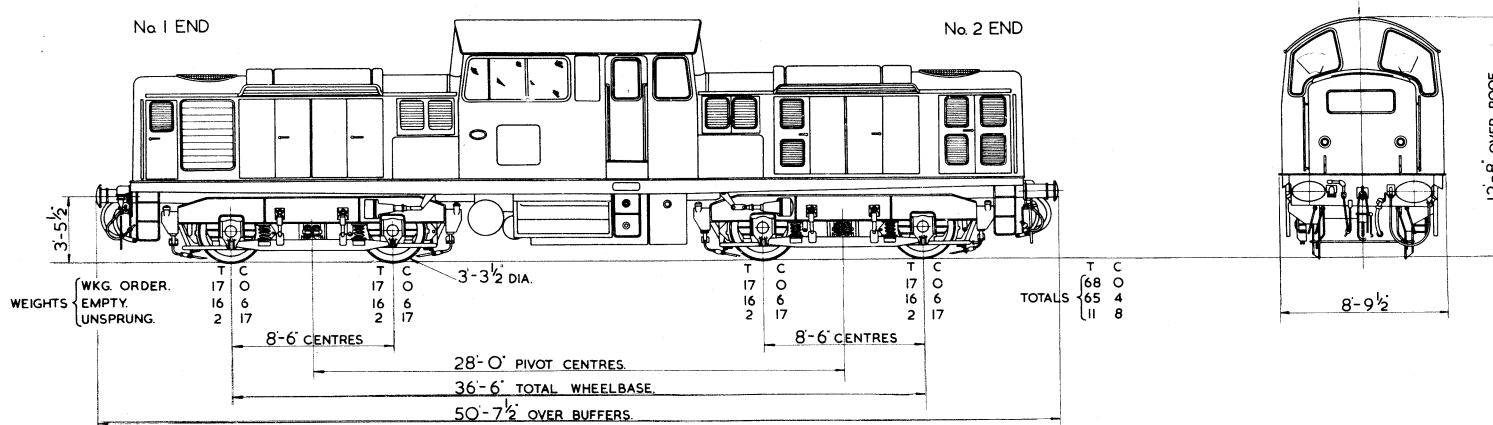 No. 1 END
No. 2 END
12'-8" OVER ROOF
3'-5½"
3'-3½" DIA.
T C T C T C T C T C
WEIGHTS WKG. ORDER. 17 0 17 0 17 0 17 0 TOTALS 68 0
EMPTY. 16 6 16 6 16 6 16 6 65 4
UNSPRUNG. 2 17 2 17 2 17 2 17 11 8
8'-9½"
8'-6" CENTRES
8'-6" CENTRES
28'-0" PIVOT CENTRES.
36'-6" TOTAL WHEELBASE.
50'-7½" OVER BUFFERS.